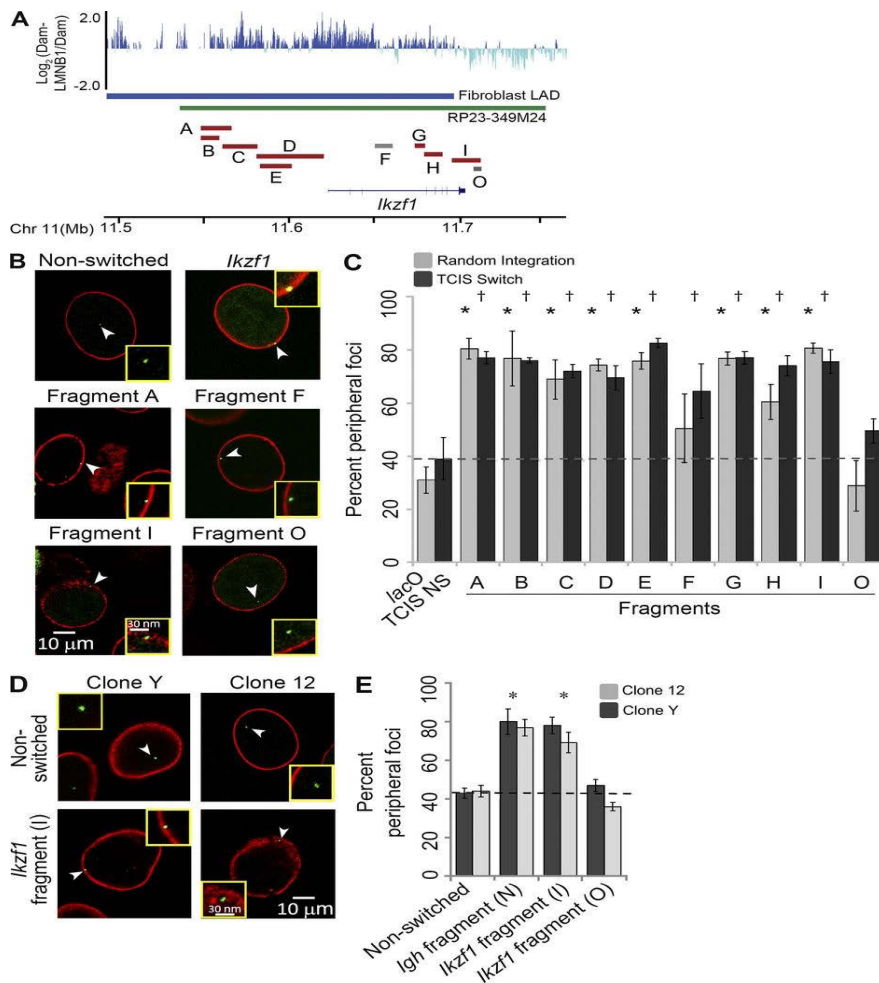 A
Log2(Dam-
LMNB1/Dam)
2.0
-2.0
Fibroblast LAD
RP23-349M24
A
B
C
D
E
F
G
H
I
O
Ikzf1
Chr 11(Mb)
11.5
11.6
11.7
B
Non-switched
Ikzf1
Fragment A
Fragment F
Fragment I
Fragment O
10 μm
30 nm
C
Random Integration
TCIS Switch
Percent peripheral foci
100
80
60
40
20
0
* † * † * † * † * † † * † * † * †
lacO
TCIS NS
A B C D E F G H I O
Fragments
D
Clone Y
Clone 12
Non-
switched
Ikzf1
fragment (I)
30 nm
10 μm
E
Clone 12
Clone Y
Percent
peripheral foci
100
80
60
40
20
0
* *
Non-switched
Igh fragment (N)
Ikzf1 fragment (I)
Ikzf1 fragment (O)